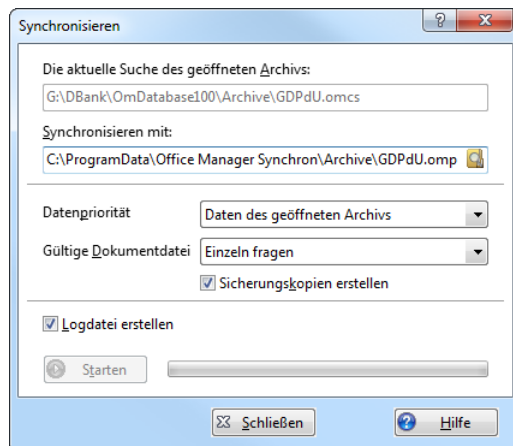 Synchronisieren
Die aktuelle Suche des geöffneten Archivs:
G:\DBank\OmDatabase100\Archive\GDPdU.omcs
Synchronisieren mit:
C:\ProgramData\Office Manager Synchron\Archive\GDPdU.omp
Datenpriorität
Daten des geöffneten Archivs
Gültige Dokumentdatei
Einzeln fragen
Sicherungskopien erstellen
Logdatei erstellen
Starten
Schließen
Hilfe